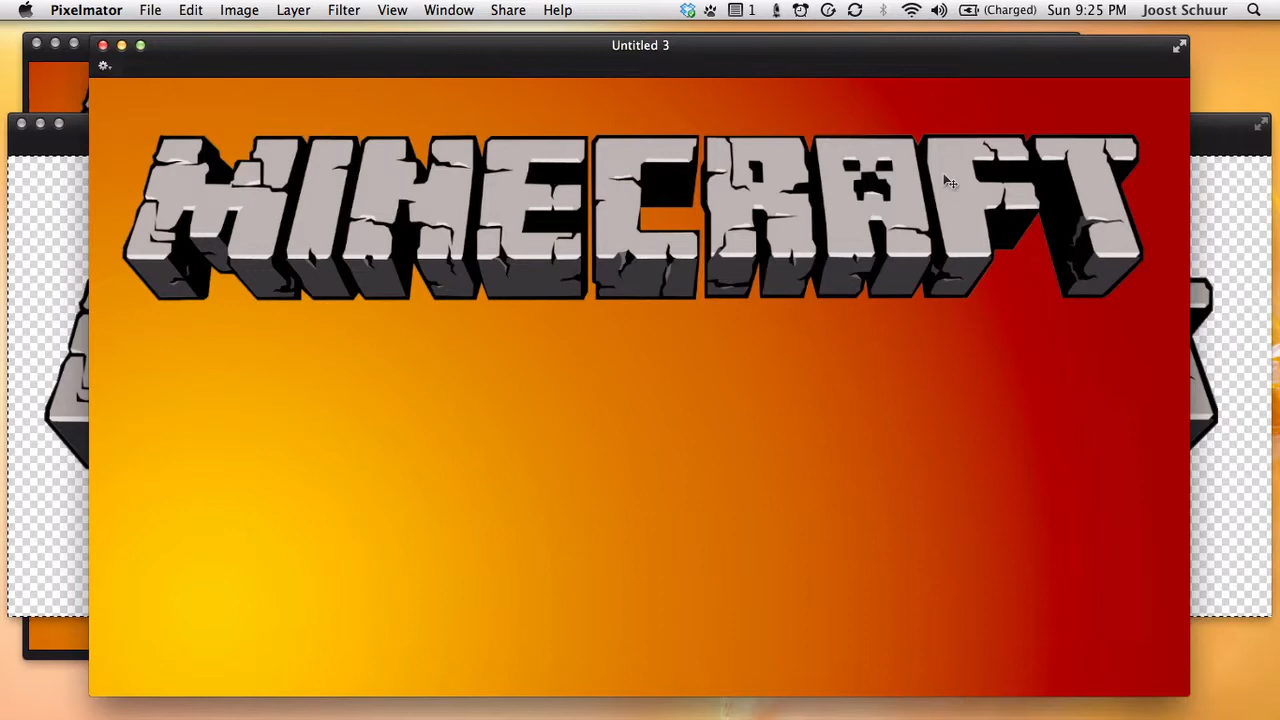 Pixelmator File Edit Image Layer Filter View Window Share Help 1 (Charged) Sun 9:25 PM Joost Schuur
Untitled 3
MINECRAFT